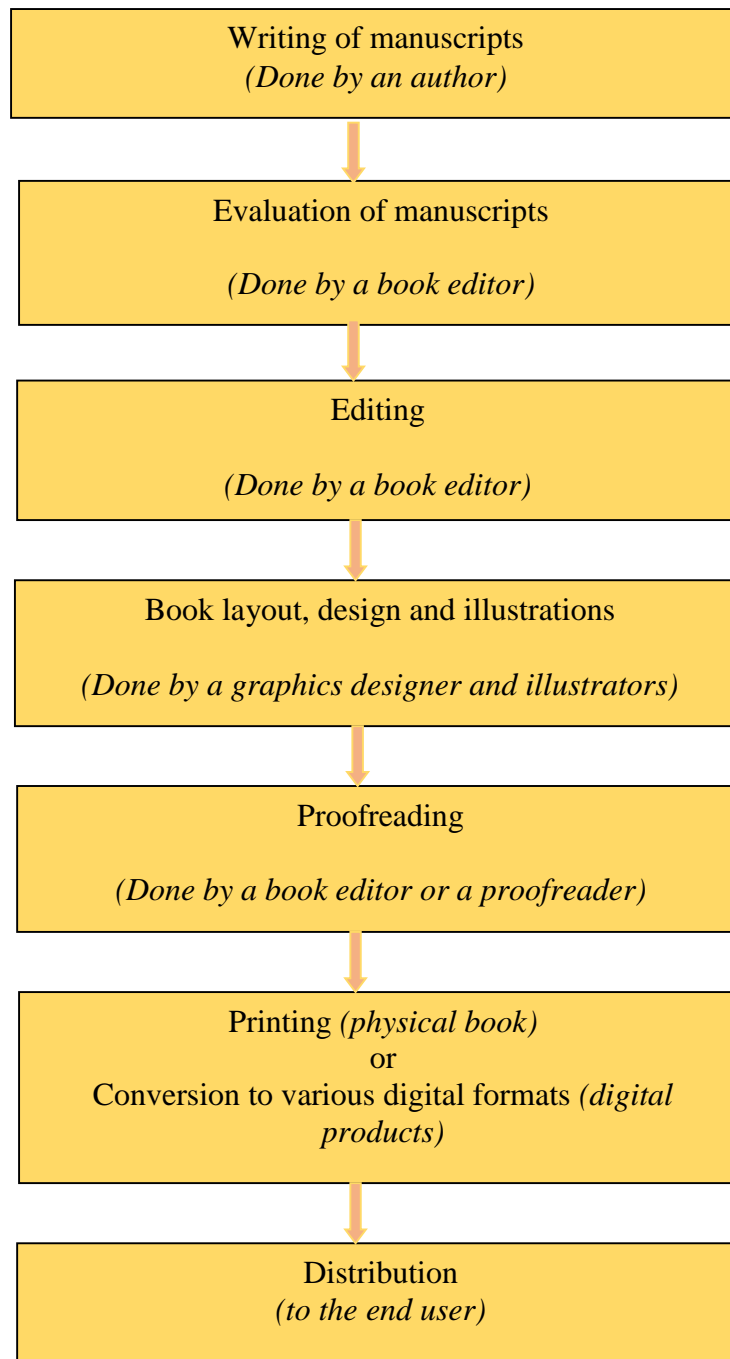 Writing of manuscripts
(Done by an author)
Evaluation of manuscripts
(Done by a book editor)
Editing
(Done by a book editor)
Book layout, design and illustrations
(Done by a graphics designer and illustrators)
Proofreading
(Done by a book editor or a proofreader)
Printing (physical book)
or
Conversion to various digital formats (digital
products)
Distribution
(to the end user)